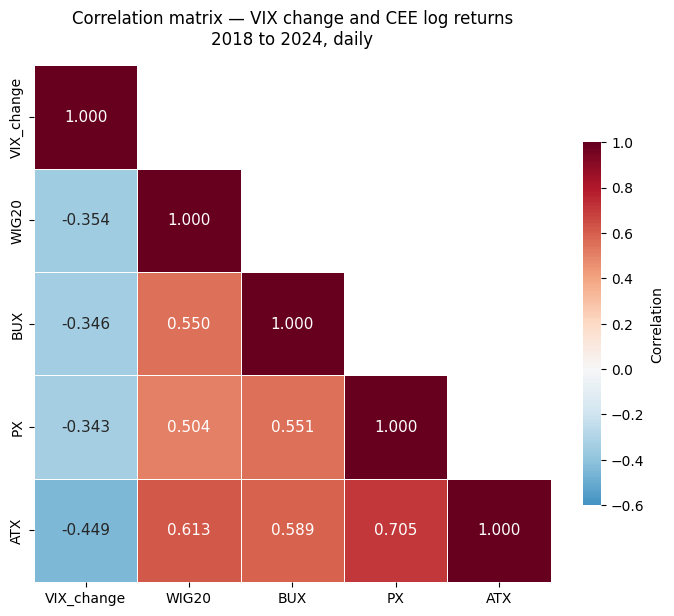 Correlation matrix — VIX change and CEE log returns
2018 to 2024, daily
VIX_change
1.000
WIG20
-0.354 1.000
BUX
-0.346 0.550 1.000
PX
-0.343 0.504 0.551 1.000
ATX
-0.449 0.613 0.589 0.705 1.000
VIX_change WIG20 BUX PX ATX
1.0
0.8
0.6
0.4
0.2
0.0
−0.2
−0.4
−0.6
Correlation